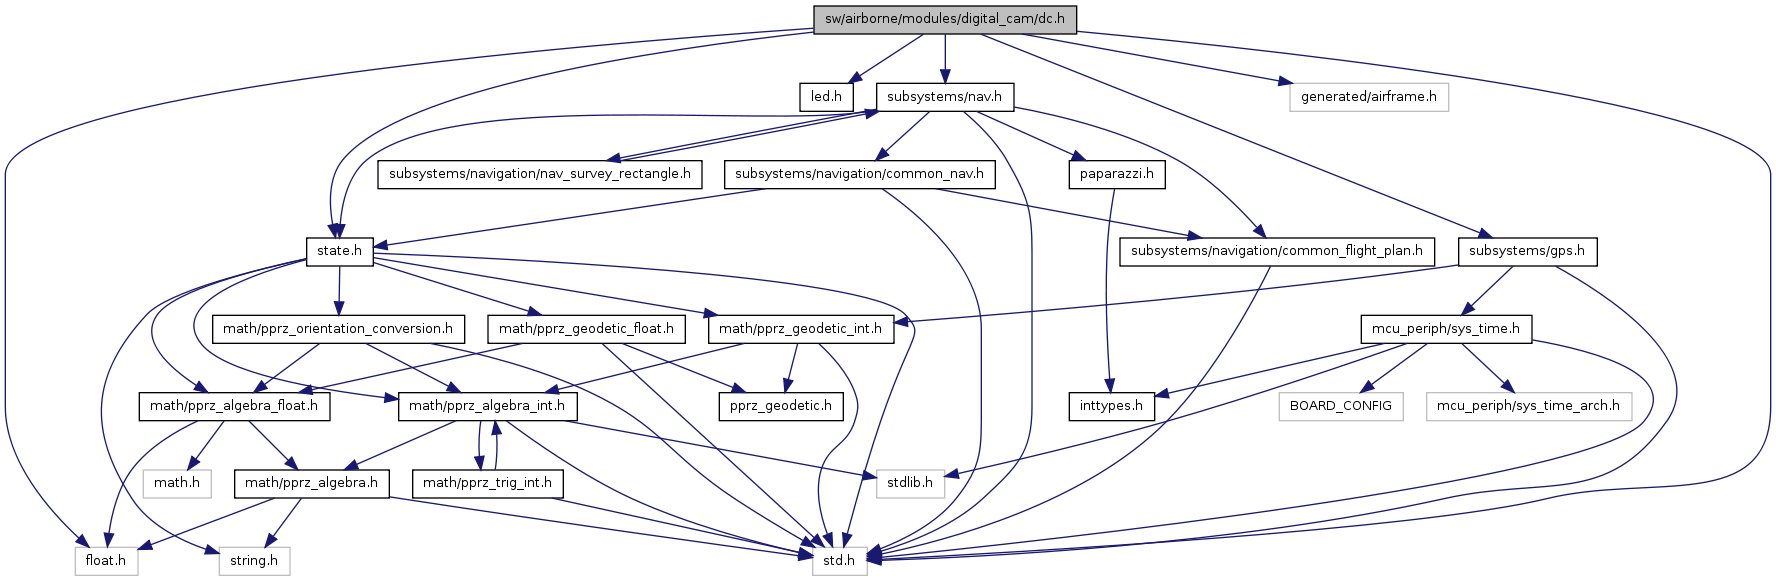 sw/airborne/modules/digital_cam/dc.h
led.h
subsystems/nav.h
generated/airframe.h
subsystems/navigation/nav_survey_rectangle.h
subsystems/navigation/common_nav.h
paparazzi.h
state.h
subsystems/navigation/common_flight_plan.h
subsystems/gps.h
math/pprz_orientation_conversion.h
math/pprz_geodetic_float.h
math/pprz_geodetic_int.h
mcu_periph/sys_time.h
math/pprz_algebra_float.h
math/pprz_algebra_int.h
pprz_geodetic.h
inttypes.h
BOARD_CONFIG
mcu_periph/sys_time_arch.h
math.h
math/pprz_algebra.h
math/pprz_trig_int.h
stdlib.h
float.h
string.h
std.h